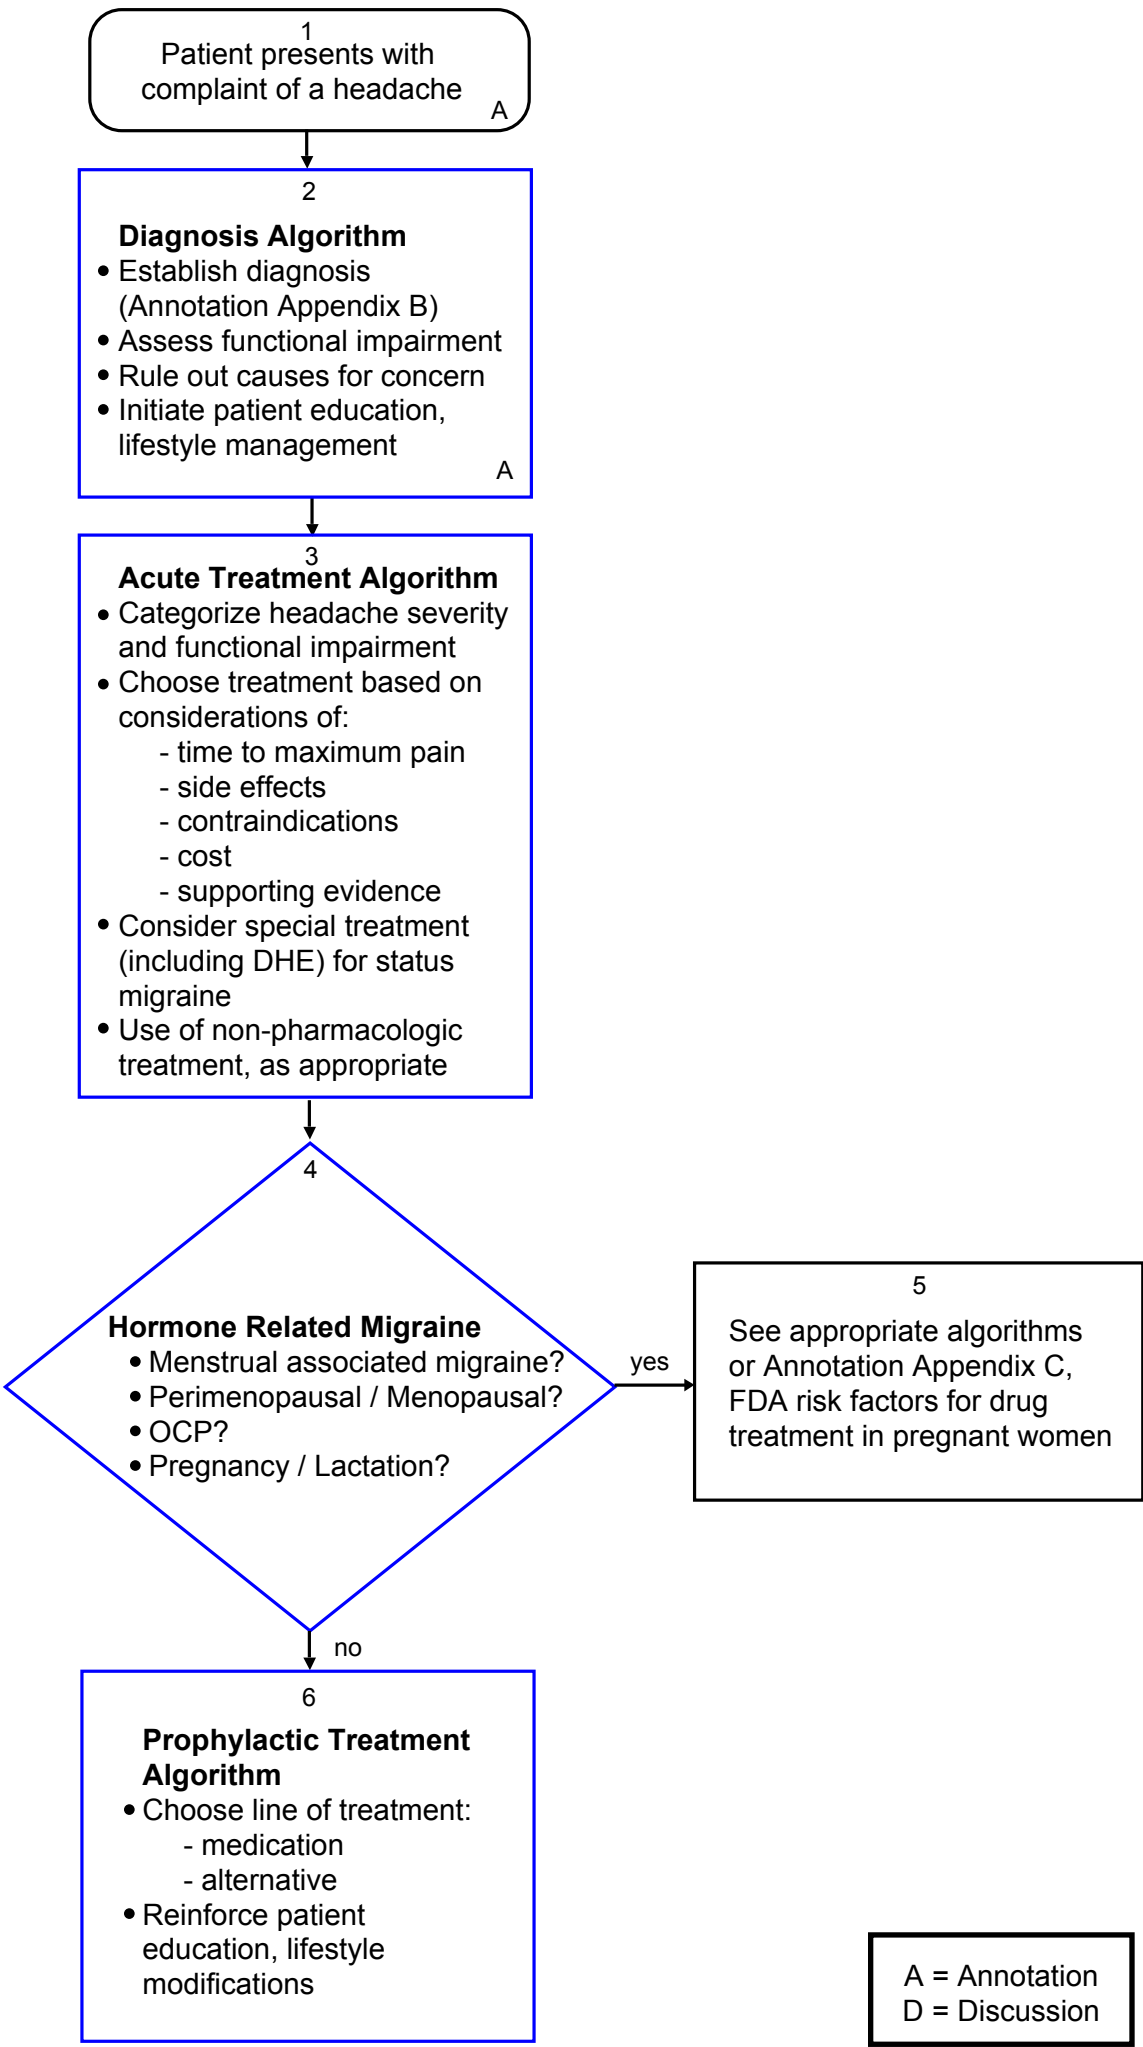 1
Patient presents with
complaint of a headache
A
2
Diagnosis Algorithm
• Establish diagnosis
(Annotation Appendix B)
• Assess functional impairment
• Rule out causes for concern
• Initiate patient education,
lifestyle management
A
3
Acute Treatment Algorithm
• Categorize headache severity
and functional impairment
• Choose treatment based on
considerations of:
- time to maximum pain
- side effects
- contraindications
- cost
- supporting evidence
• Consider special treatment
(including DHE) for status
migraine
• Use of non-pharmacologic
treatment, as appropriate
4
Hormone Related Migraine
• Menstrual associated migraine?
• Perimenopausal / Menopausal?
• OCP?
• Pregnancy / Lactation?
yes
5
See appropriate algorithms
or Annotation Appendix C,
FDA risk factors for drug
treatment in pregnant women
no
6
Prophylactic Treatment
Algorithm
• Choose line of treatment:
- medication
- alternative
• Reinforce patient
education, lifestyle
modifications
A = Annotation
D = Discussion